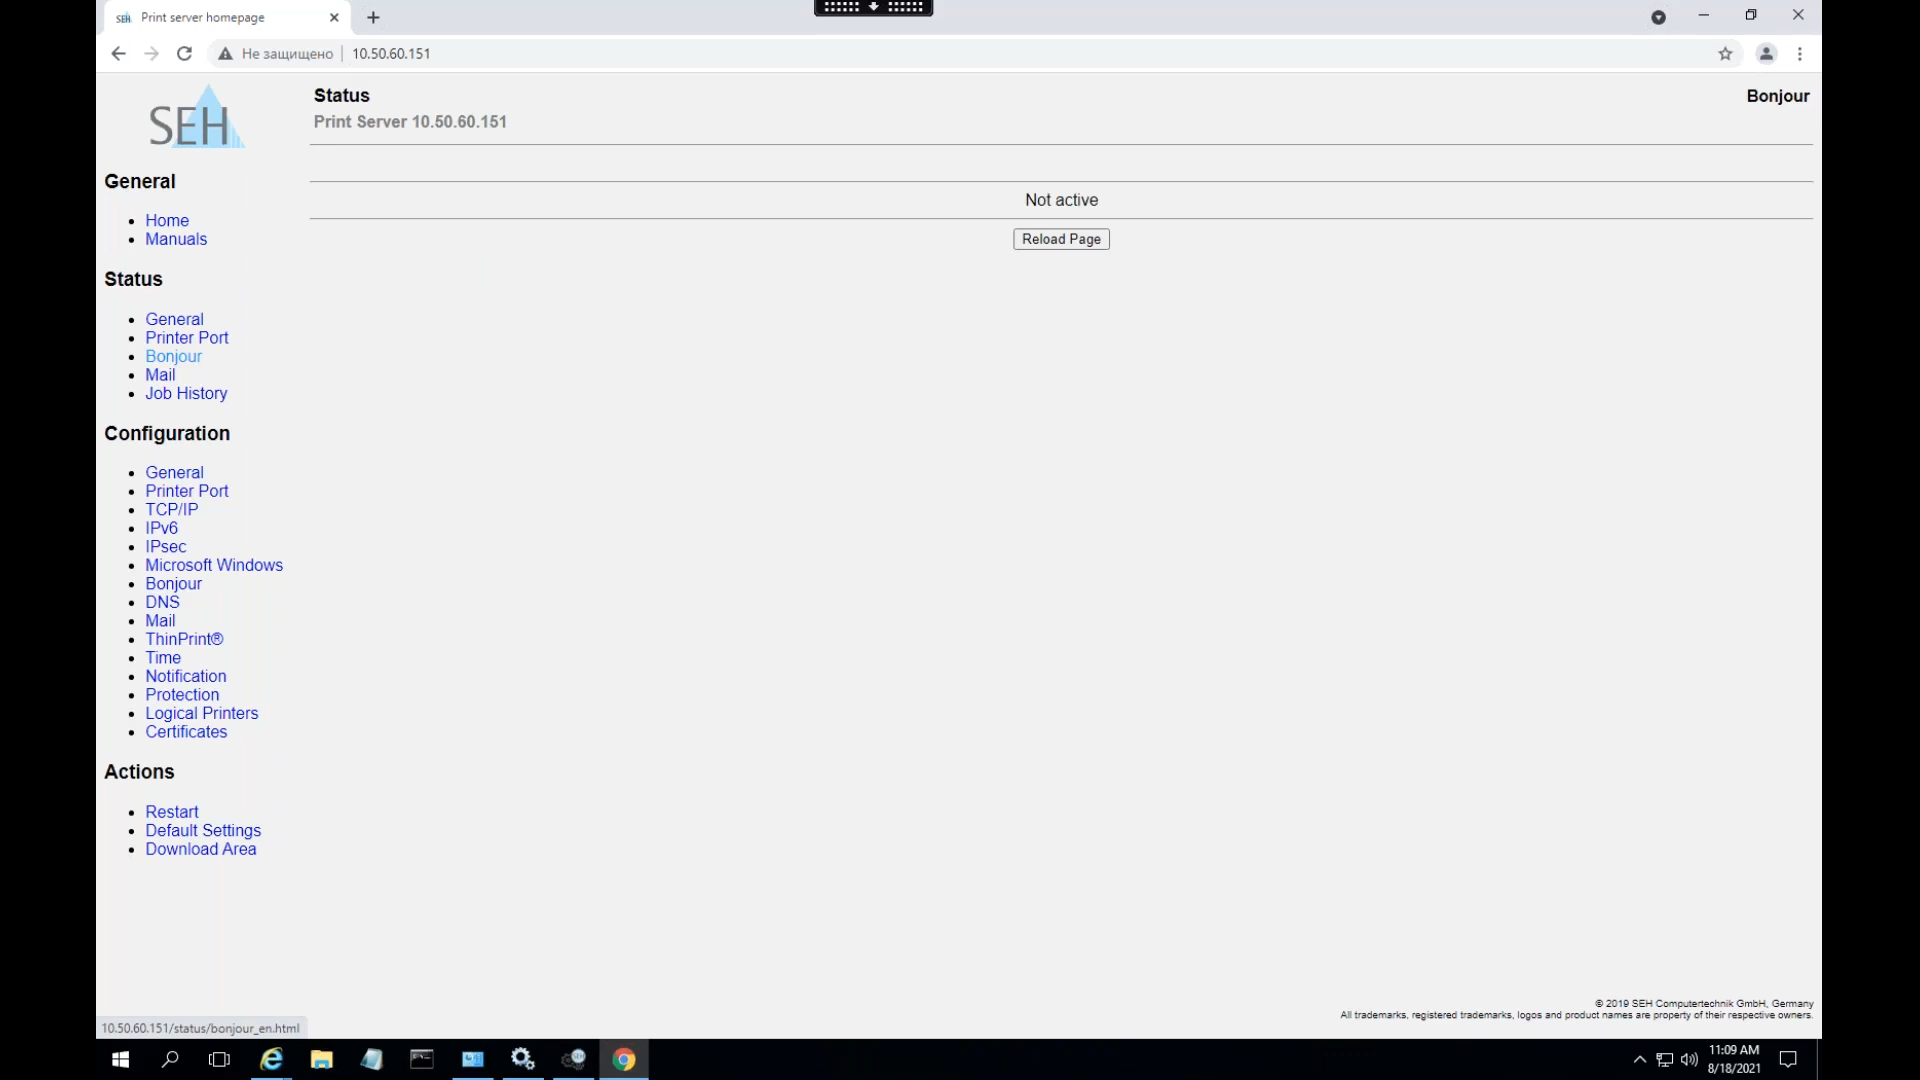 Print server homepage
Не защищено
10.50.60.151
SEH
Status
Bonjour
Print Server 10.50.60.151
Not active
Reload Page
General
Home
Manuals
Status
General
Printer Port
Bonjour
Mail
Job History
Configuration
General
Printer Port
TCP/IP
IPv6
IPsec
Microsoft Windows
Bonjour
DNS
Mail
ThinPrint®
Time
Notification
Protection
Logical Printers
Certificates
Actions
Restart
Default Settings
Download Area
© 2019 SEH Computertechnik GmbH, Germany
All trademarks, registered trademarks, logos and product names are property of their respective owners.
10.50.60.151/status/bonjour_en.html
11:09 AM
8/18/2021